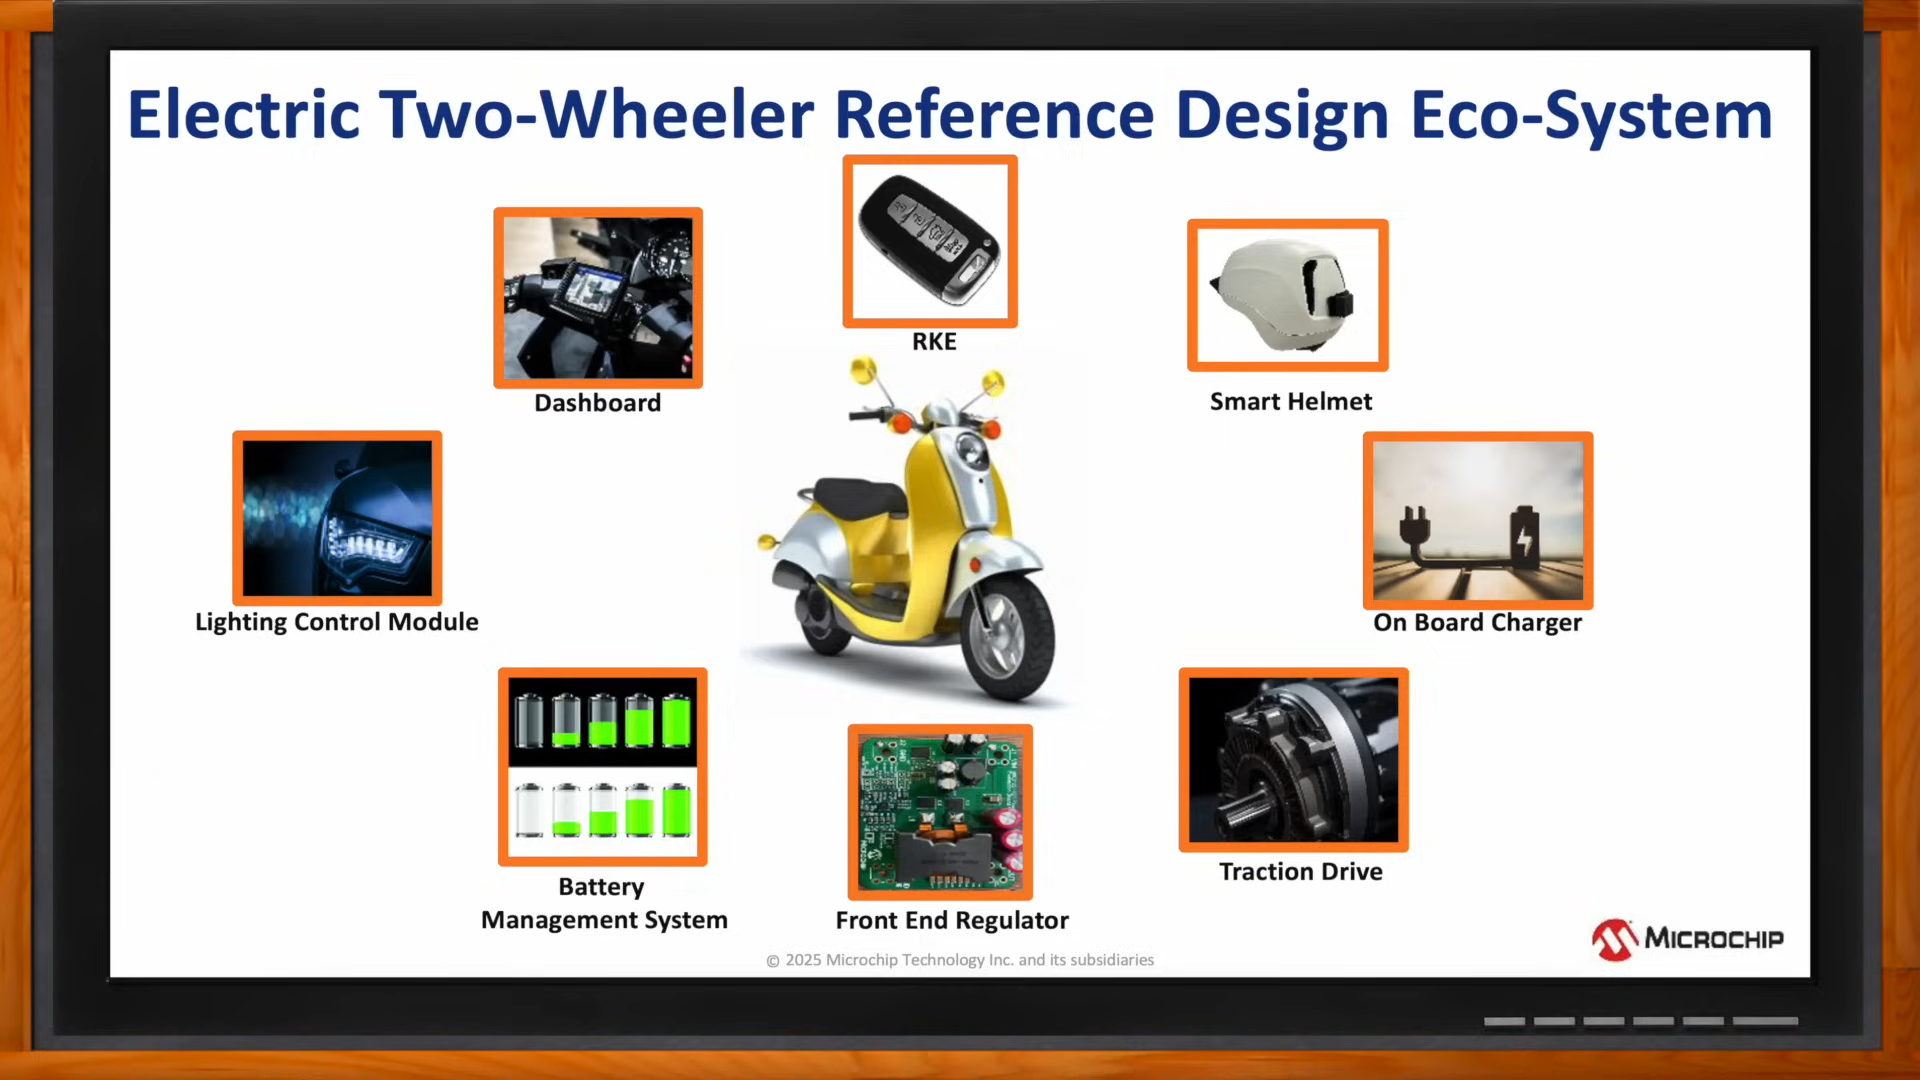 Electric Two-Wheeler Reference Design Eco-System
RKE
Dashboard
Smart Helmet
Lighting Control Module
On Board Charger
Battery
Management System
Front End Regulator
Traction Drive
MICROCHIP
© 2025 Microchip Technology Inc. and its subsidiaries